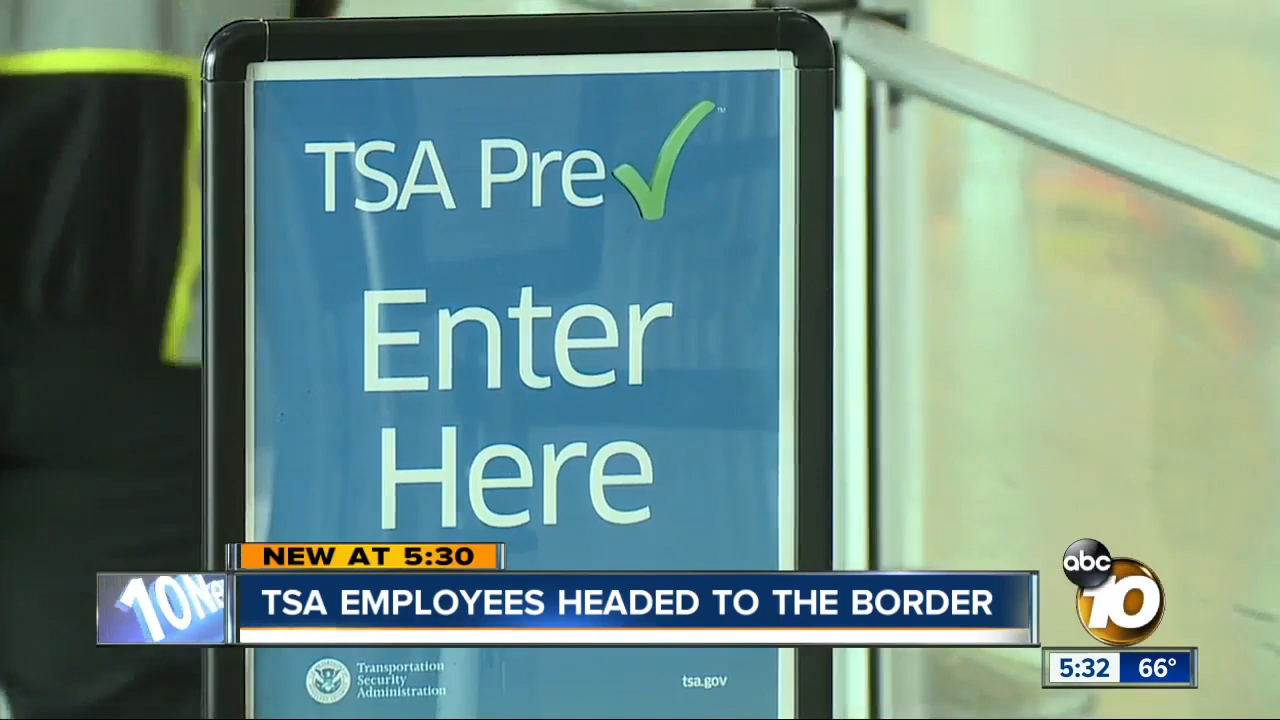 TSA Pre✓™
Enter
Here
NEW AT 5:30
TSA EMPLOYEES HEADED TO THE BORDER
abc
10
5:32 66°
Transportation
Security
Administration
tsa.gov